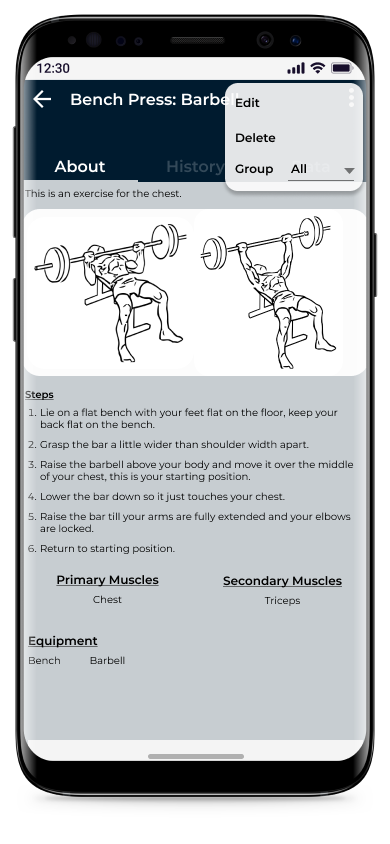 12:30
Bench Press: Barbell
Edit
Delete
Group All
About History
This is an exercise for the chest.
Steps
1. Lie on a flat bench with your feet flat on the floor, keep your
back flat on the bench.
2. Grasp the bar a little wider than shoulder width apart.
3. Raise the barbell above your body and move it over the middle
of your chest, this is your starting position.
4. Lower the bar down so it just touches your chest.
5. Raise the bar till your arms are fully extended and your elbows
are locked.
6. Return to starting position.
Primary Muscles Secondary Muscles
Chest Triceps
Equipment
Bench Barbell